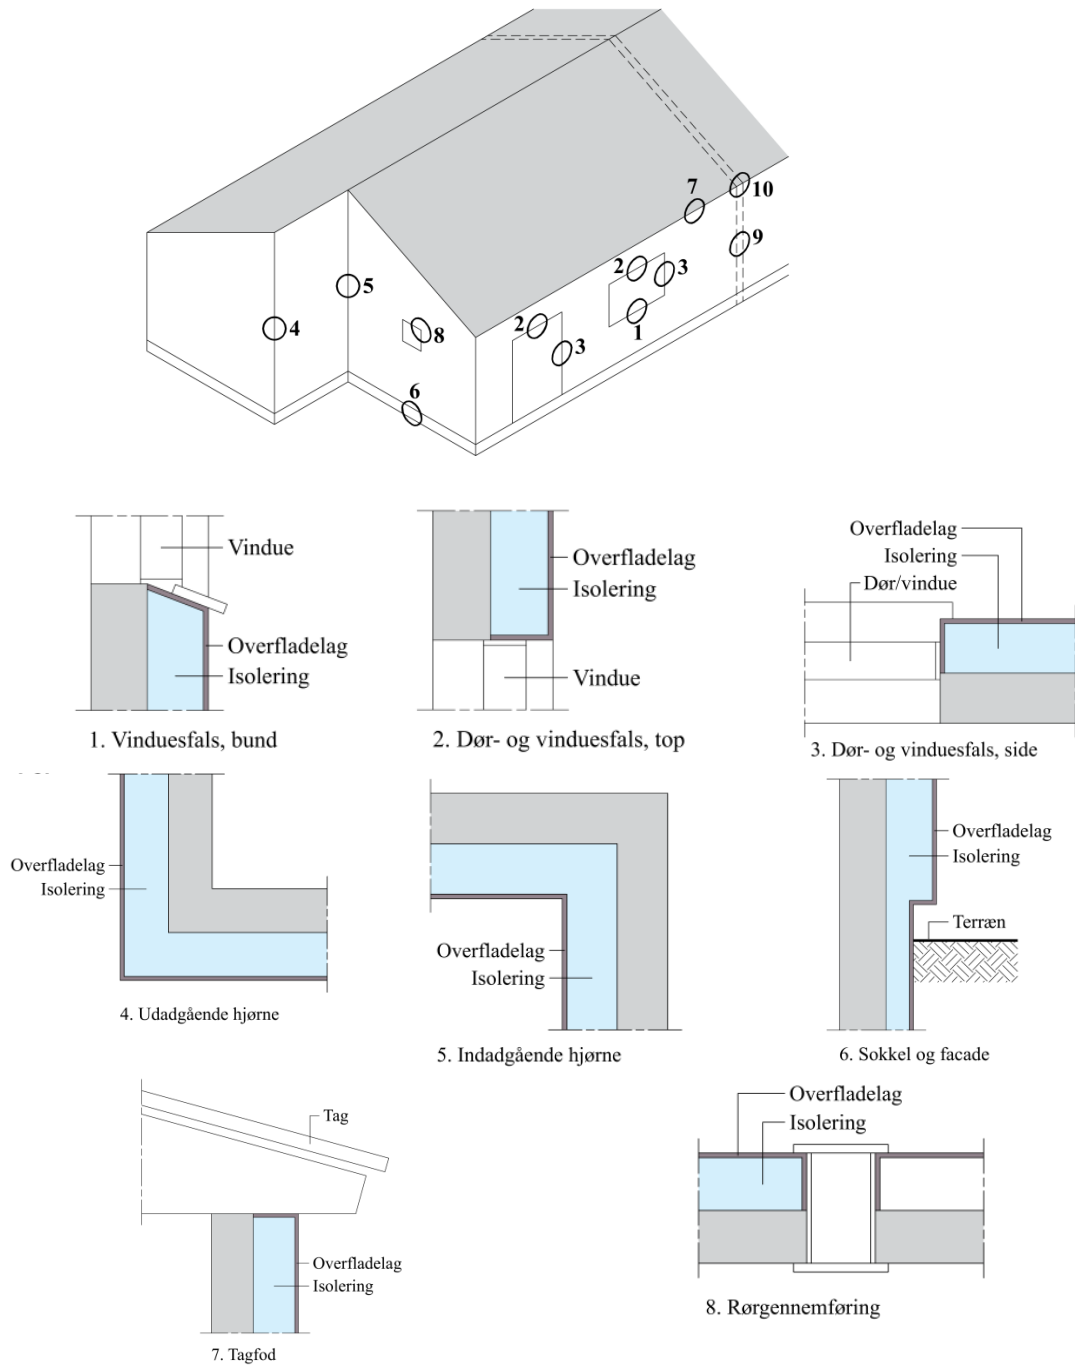 10
7
9
2
3
5
1
4
8
2
3
6
Vindue
Overfladelag
Isolering
1. Vinduesfals, bund
Overfladelag
Isolering
Vindue
2. Dør- og vinduesfals, top
Overfladelag
Isolering
Dør/vindue
3. Dør- og vinduesfals, side
Overfladelag
Isolering
4. Udadgående hjørne
Overfladelag
Isolering
5. Indadgående hjørne
Overfladelag
Isolering
Terræn
6. Sokkel og facade
Tag
Overfladelag
Isolering
7. Tagfod
Overfladelag
Isolering
8. Rørgennemføring